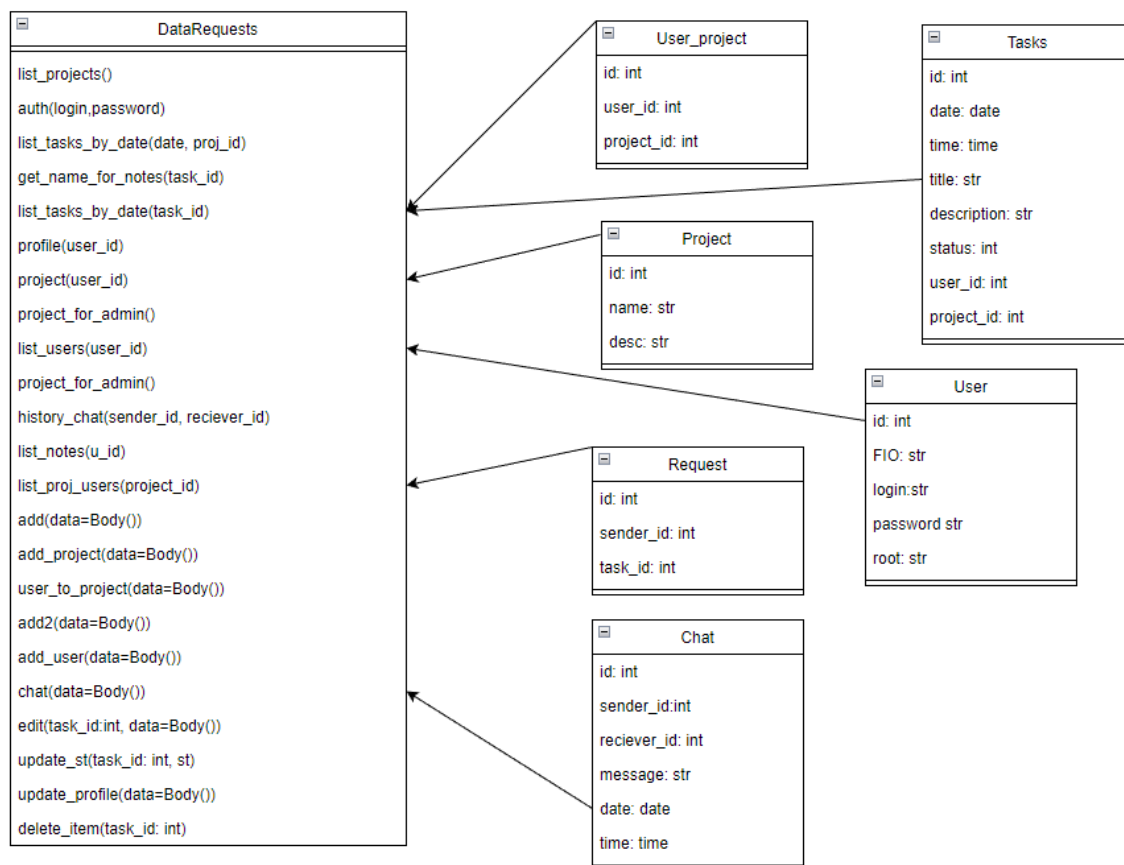 DataRequests
list_projects()
auth(login,password)
list_tasks_by_date(date, proj_id)
get_name_for_notes(task_id)
list_tasks_by_date(task_id)
profile(user_id)
project(user_id)
project_for_admin()
list_users(user_id)
project_for_admin()
history_chat(sender_id, reciever_id)
list_notes(u_id)
list_proj_users(project_id)
add(data=Body())
add_project(data=Body())
user_to_project(data=Body())
add2(data=Body())
add_user(data=Body())
chat(data=Body())
edit(task_id:int, data=Body())
update_st(task_id: int, st)
update_profile(data=Body())
delete_item(task_id: int)
User_project
id: int
user_id: int
project_id: int
Tasks
id: int
date: date
time: time
title: str
description: str
status: int
user_id: int
project_id: int
Project
id: int
name: str
desc: str
User
id: int
FIO: str
login:str
password str
root: str
Request
id: int
sender_id: int
task_id: int
Chat
id: int
sender_id:int
reciever_id: int
message: str
date: date
time: time